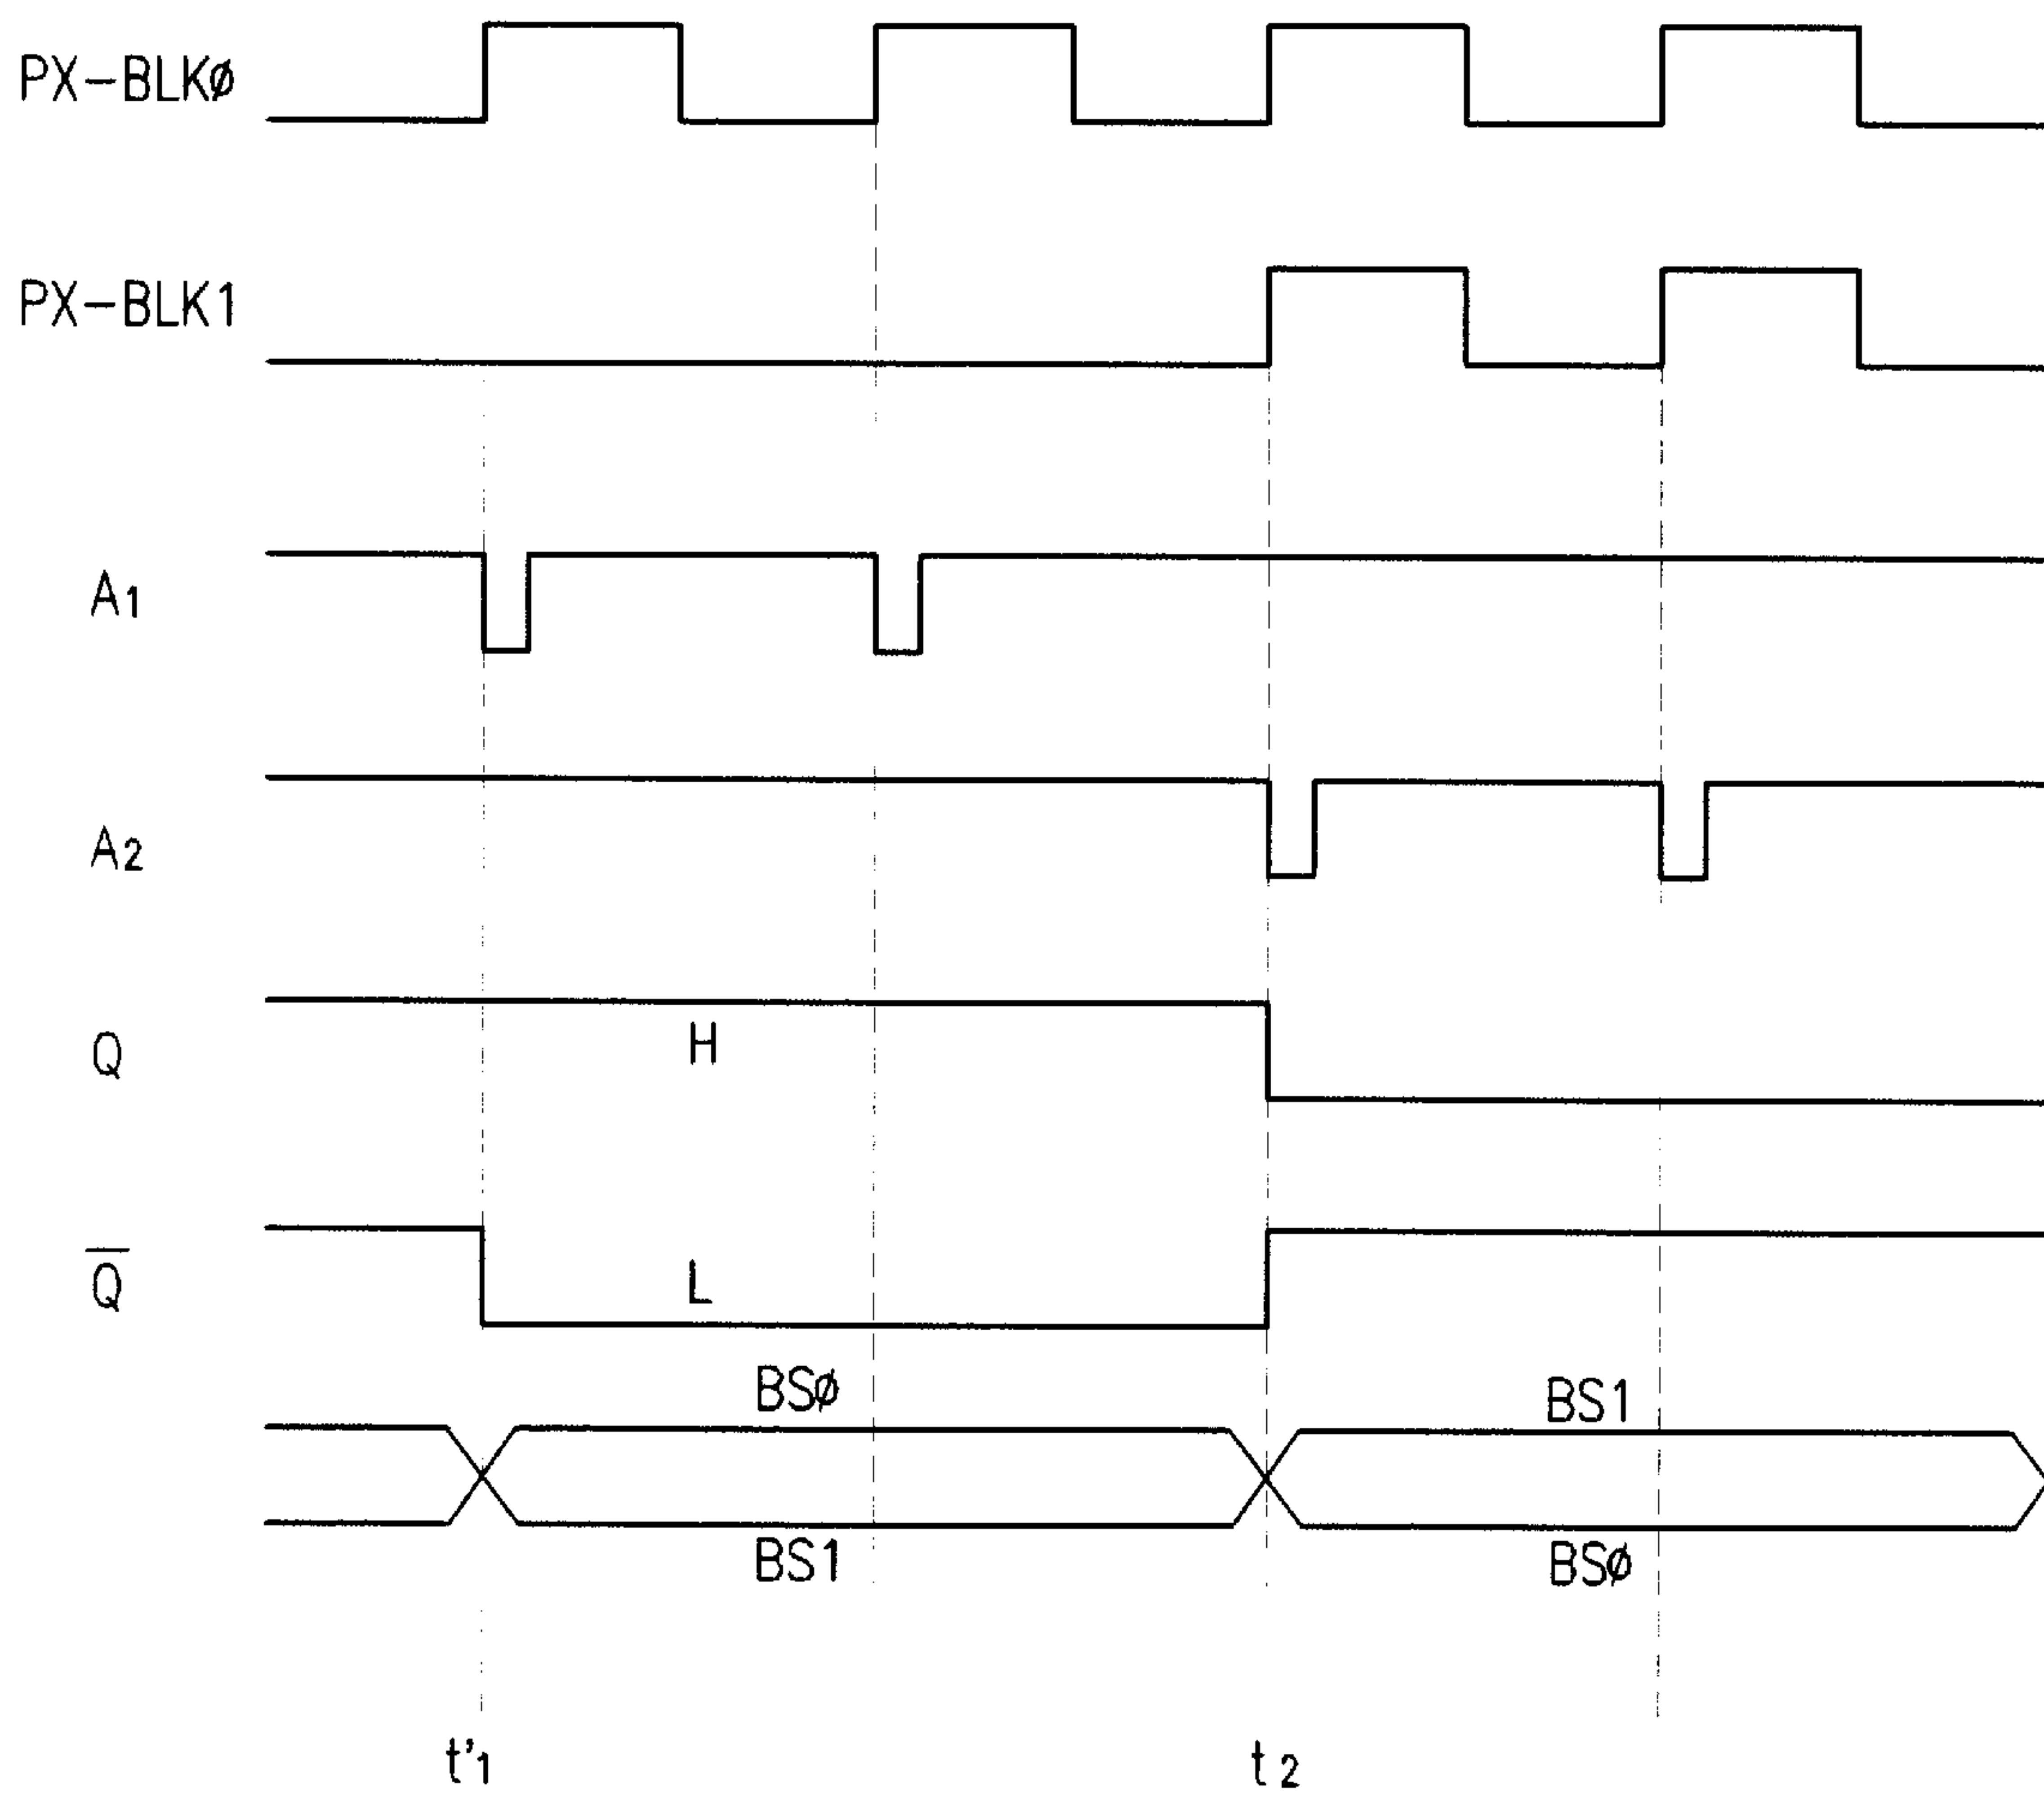 PX-BLKø
PX-BLK1
A1
A2
Q
H
Q̅
L
BSø
BS1
BS1
BSø
t'1
t2